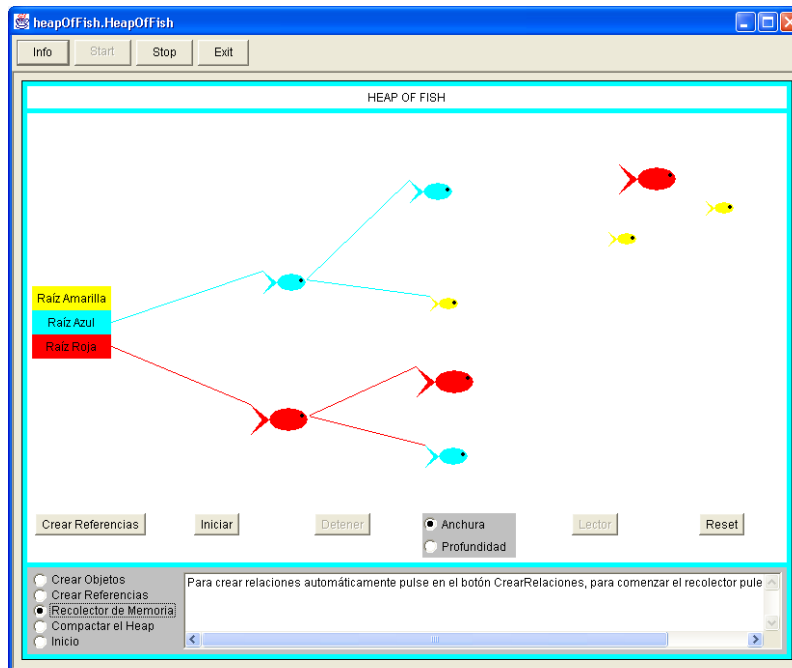 heapOfFish.HeapOfFish
Info Start Stop Exit
HEAP OF FISH
Raíz Amarilla
Raíz Azul
Raíz Roja
Crear Referencias Iniciar Detener Anchura Lector Reset
Profundidad
Crear Objetos
Crear Referencias
Recolector de Memoria
Compactar el Heap
Inicio
Para crear relaciones automáticamente pulse en el botón CrearRelaciones, para comenzar el recolector pule